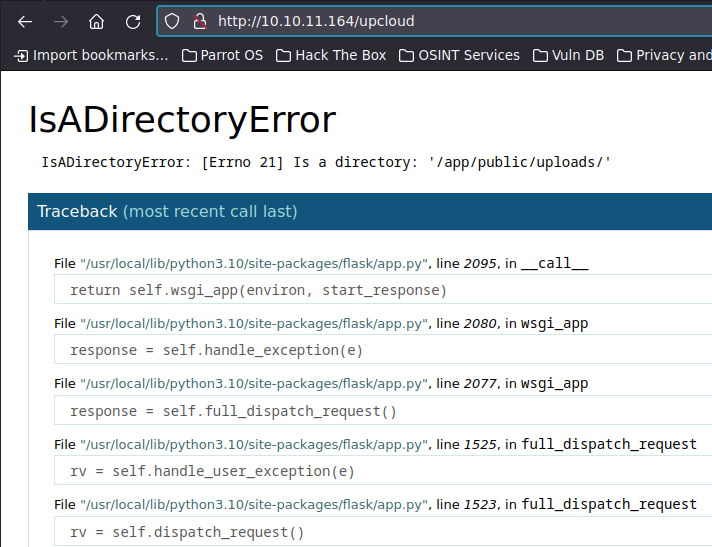 http://10.10.11.164/upcloud
Import bookmarks... Parrot OS Hack The Box OSINT Services Vuln DB Privacy and
IsADirectoryError
IsADirectoryError: [Errno 21] Is a directory: '/app/public/uploads/'
Traceback (most recent call last)
File "/usr/local/lib/python3.10/site-packages/flask/app.py", line 2095, in __call__
return self.wsgi_app(environ, start_response)
File "/usr/local/lib/python3.10/site-packages/flask/app.py", line 2080, in wsgi_app
response = self.handle_exception(e)
File "/usr/local/lib/python3.10/site-packages/flask/app.py", line 2077, in wsgi_app
response = self.full_dispatch_request()
File "/usr/local/lib/python3.10/site-packages/flask/app.py", line 1525, in full_dispatch_request
rv = self.handle_user_exception(e)
File "/usr/local/lib/python3.10/site-packages/flask/app.py", line 1523, in full_dispatch_request
rv = self.dispatch_request()